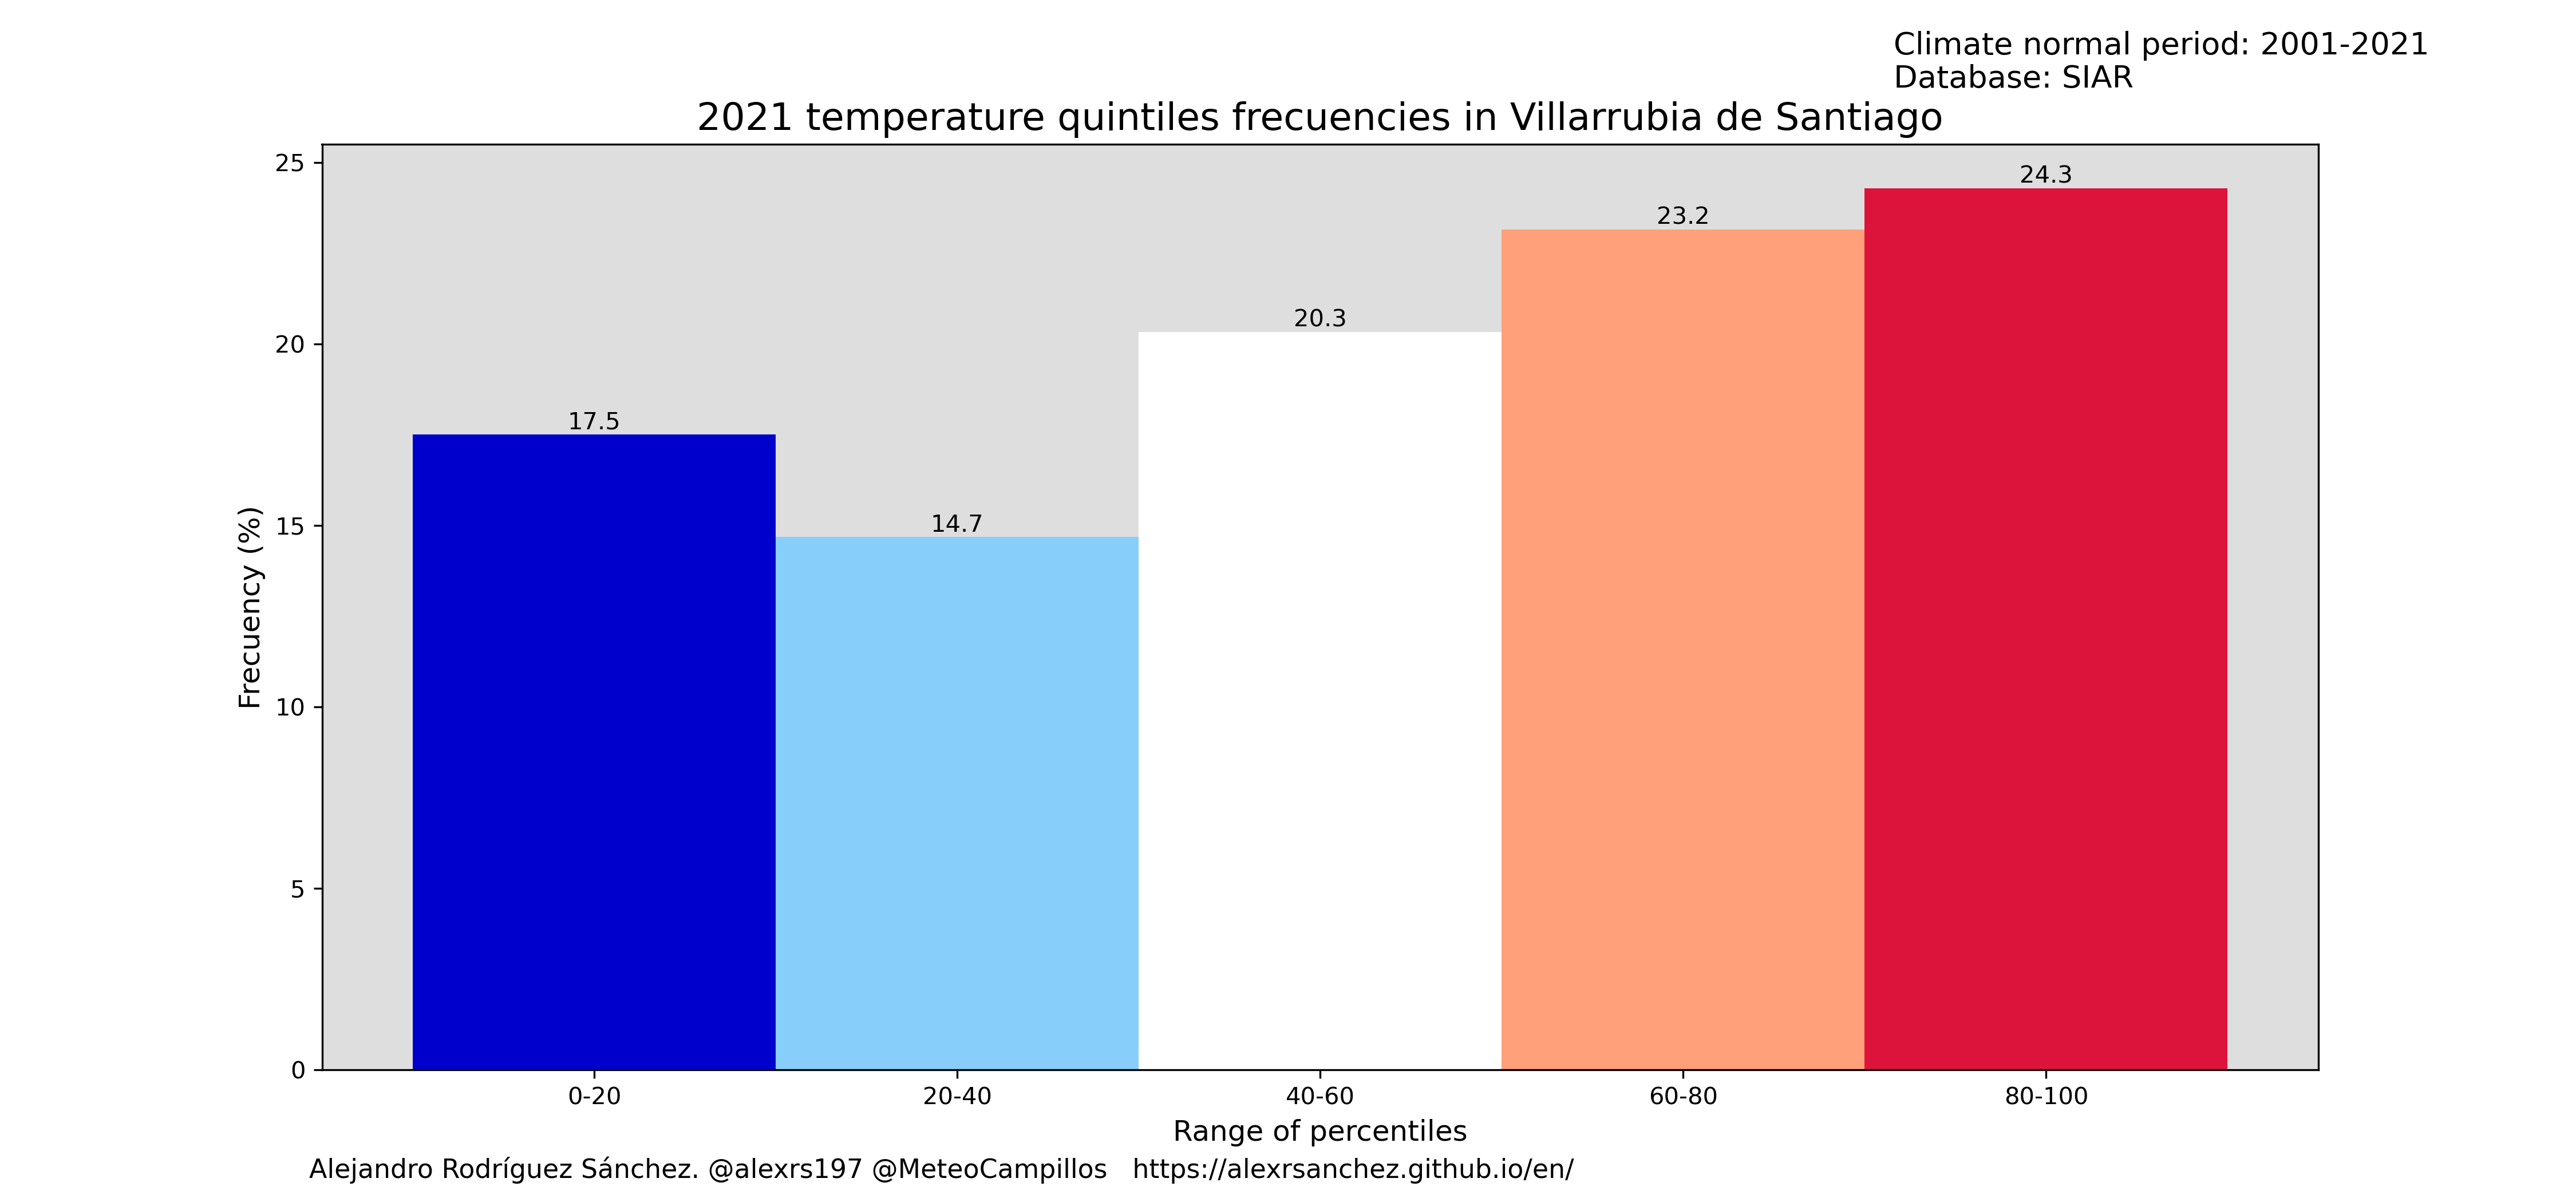 Climate normal period: 2001-2021
Database: SIAR
2021 temperature quintiles frecuencies in Villarrubia de Santiago
25
20
15
10
5
0
Frecuency (%)
17.5
14.7
20.3
23.2
24.3
0-20
20-40
40-60
60-80
80-100
Range of percentiles
Alejandro Rodríguez Sánchez. @alexrs197 @MeteoCampillos   https://alexrsanchez.github.io/en/